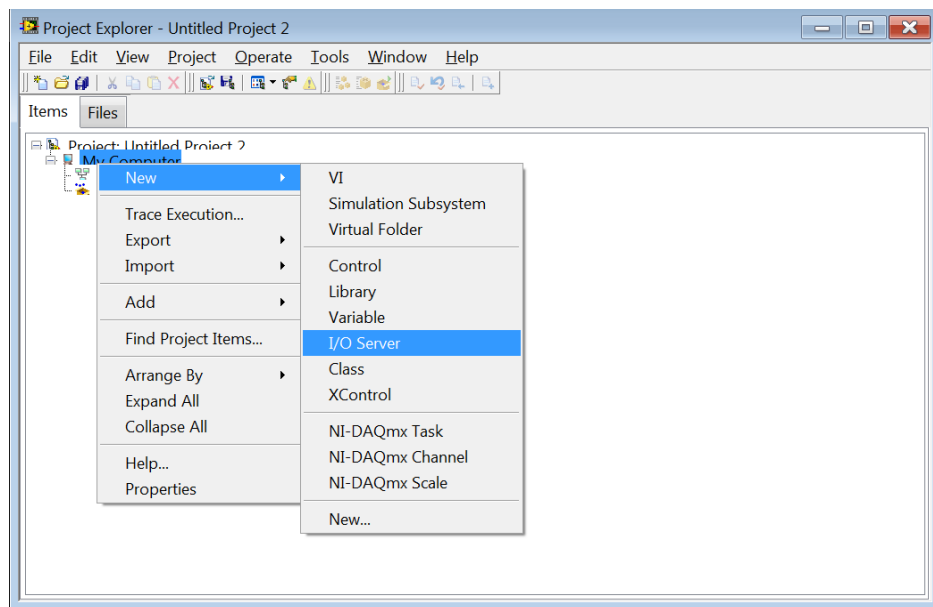 Project Explorer - Untitled Project 2
File Edit View Project Operate Tools Window Help
Items Files
Project: Untitled Project 2
My Computer
New
Trace Execution...
Export
Import
Add
Find Project Items...
Arrange By
Expand All
Collapse All
Help...
Properties
VI
Simulation Subsystem
Virtual Folder
Control
Library
Variable
I/O Server
Class
XControl
NI-DAQmx Task
NI-DAQmx Channel
NI-DAQmx Scale
New...